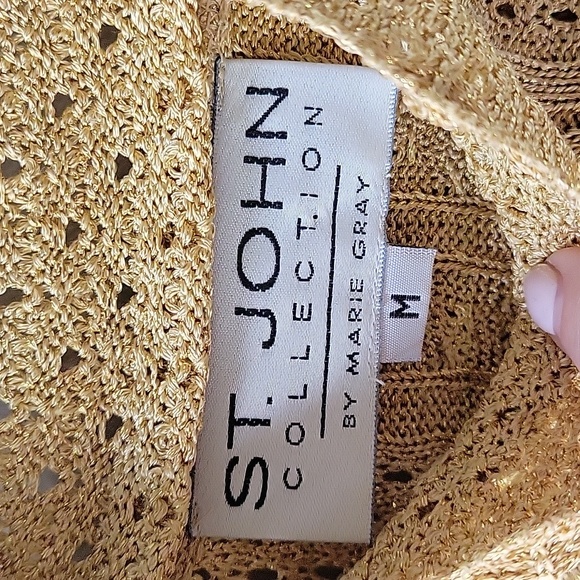 ST. JOHN
COLLECTION
BY MARIE GRAY
M